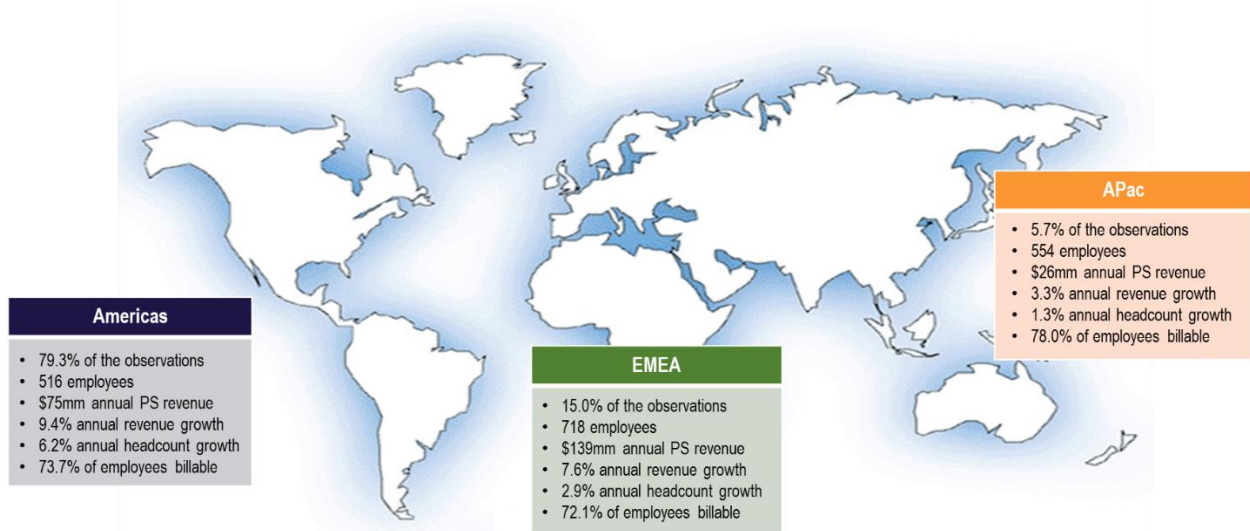 APac
• 5.7% of the observations
• 554 employees
• $26mm annual PS revenue
• 3.3% annual revenue growth
• 1.3% annual headcount growth
• 78.0% of employees billable
Americas
• 79.3% of the observations
• 516 employees
• $75mm annual PS revenue
• 9.4% annual revenue growth
• 6.2% annual headcount growth
• 73.7% of employees billable
EMEA
• 15.0% of the observations
• 718 employees
• $139mm annual PS revenue
• 7.6% annual revenue growth
• 2.9% annual headcount growth
• 72.1% of employees billable